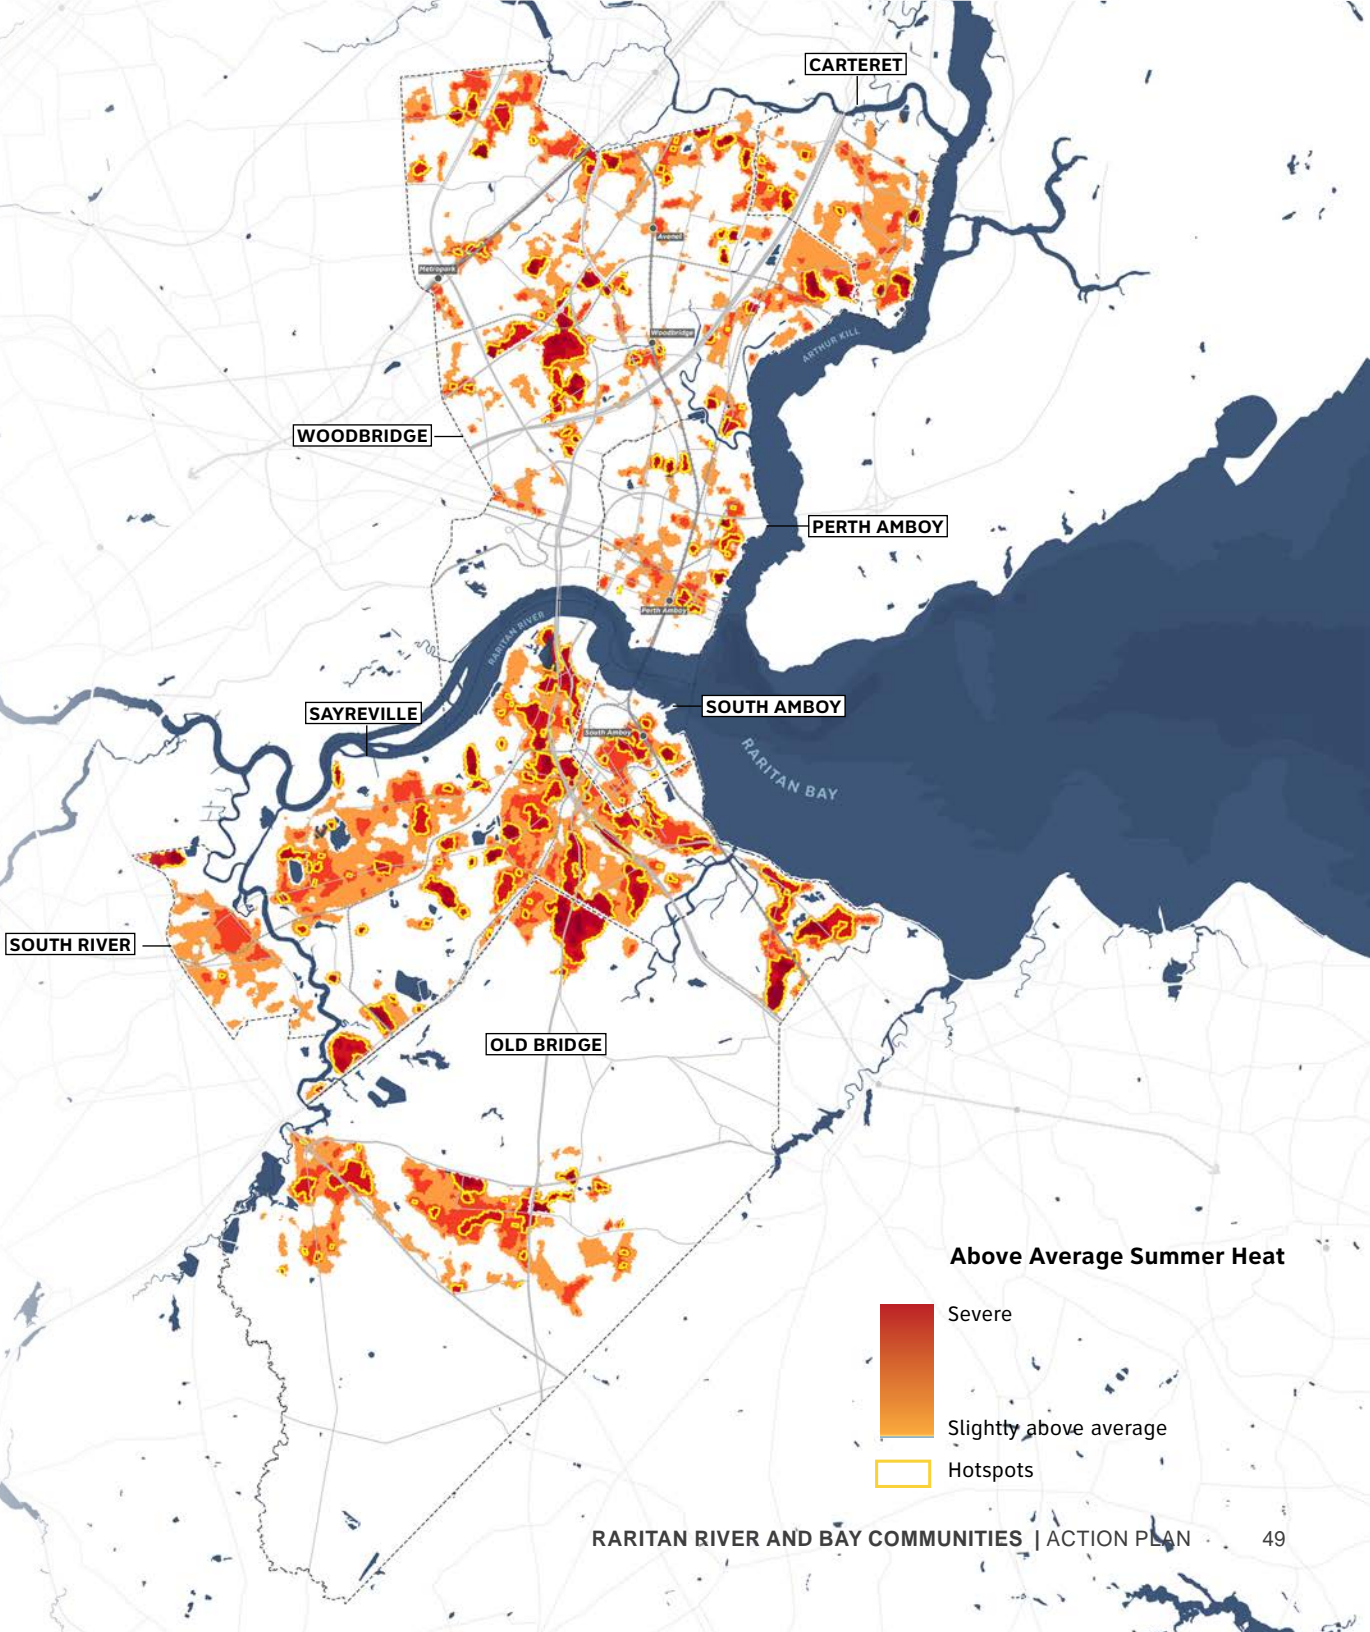 CARTERET
Avenel
Metropark
Woodbridge
ARTHUR KILL
WOODBRIDGE
PERTH AMBOY
Perth Amboy
RARITAN RIVER
SAYREVILLE
SOUTH AMBOY
South Amboy
RARITAN BAY
SOUTH RIVER
OLD BRIDGE
Above Average Summer Heat
Severe
Slightly above average
Hotspots
RARITAN RIVER AND BAY COMMUNITIES | ACTION PLAN 49